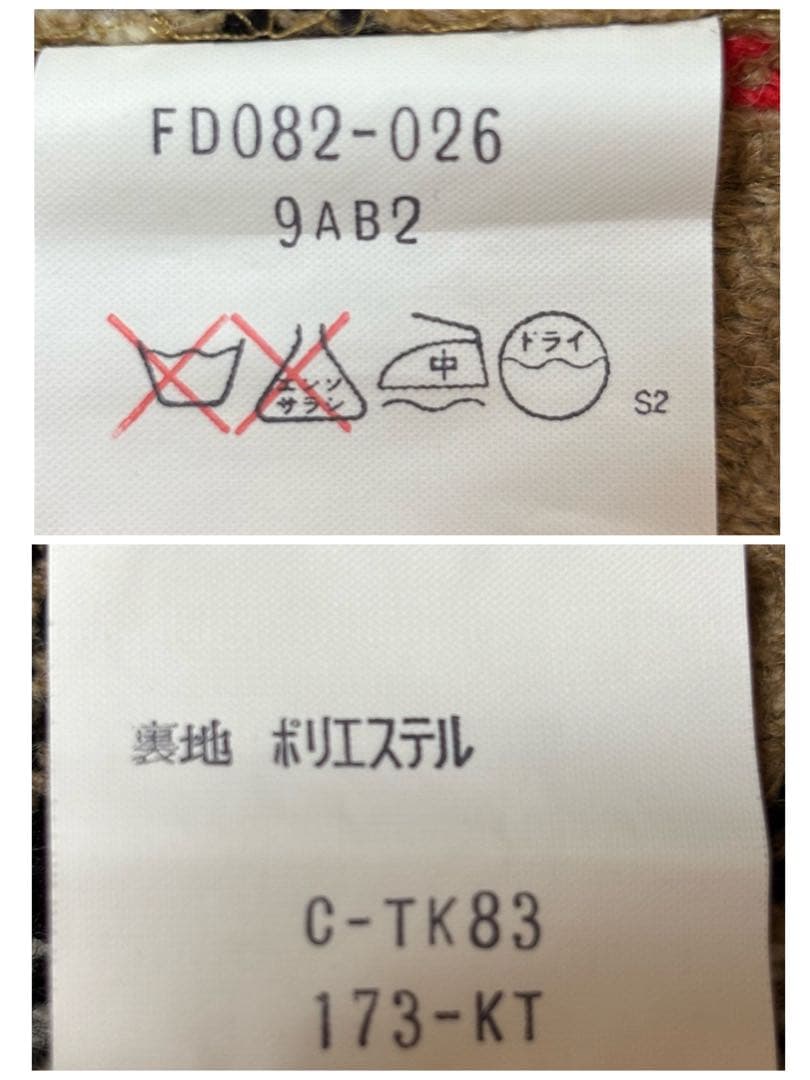 FD082-026
9AB2
エンソ
サラシ
中
ドライ
S2
裏地 ポリエステル
C-TK83
173-KT